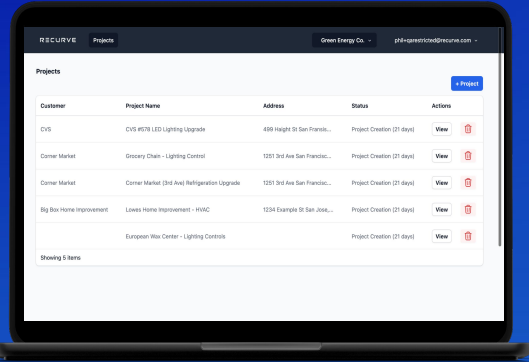 RECURVE Projects Green Energy Co. phil+qarestricted@recurve.com
Projects
+ Project
Customer Project Name Address Status Actions
CVS CVS #578 LED Lighting Upgrade 499 Haight St San Fransis... Project Creation (21 days) View
Corner Market Grocery Chain - Lighting Control 1251 3rd Ave San Francisc... Project Creation (21 days) View
Corner Market Corner Market (3rd Ave) Refrigeration Upgrade 1251 3rd Ave San Francisc... Project Creation (21 days) View
Big Box Home Improvement Lowes Home Improvement - HVAC 1234 Example St San Jose,... Project Creation (21 days) View
European Wax Center - Lighting Controls Project Creation (21 days) View
Showing 5 items